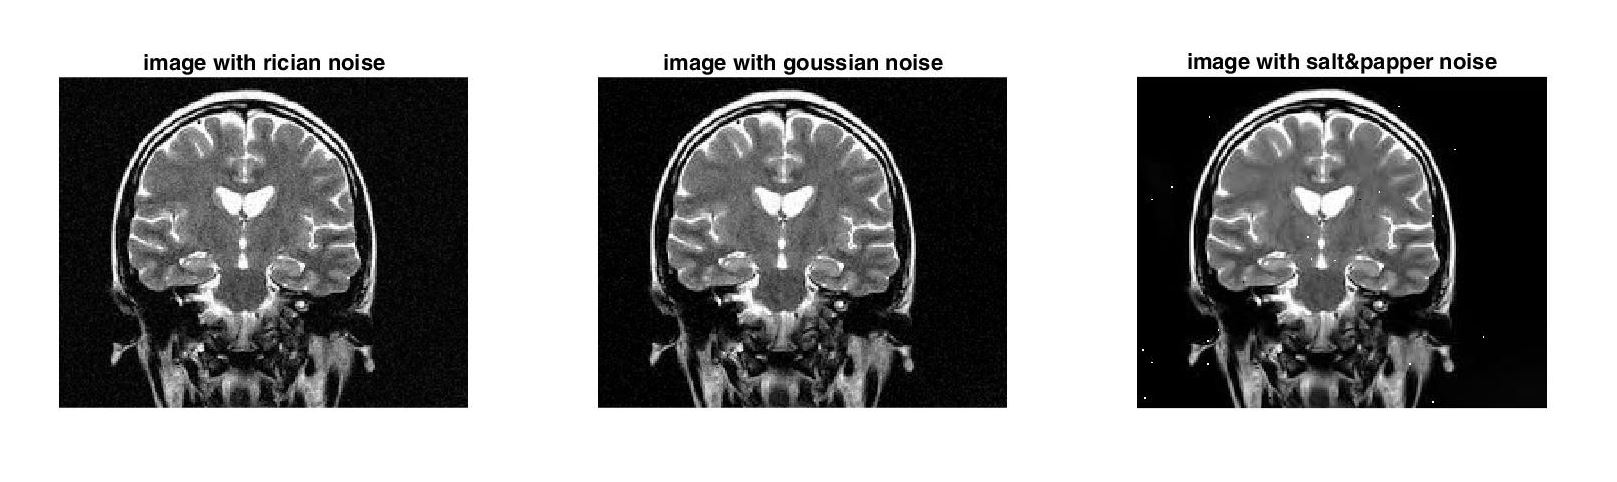 image with rician noise
image with goussian noise
image with salt&papper noise